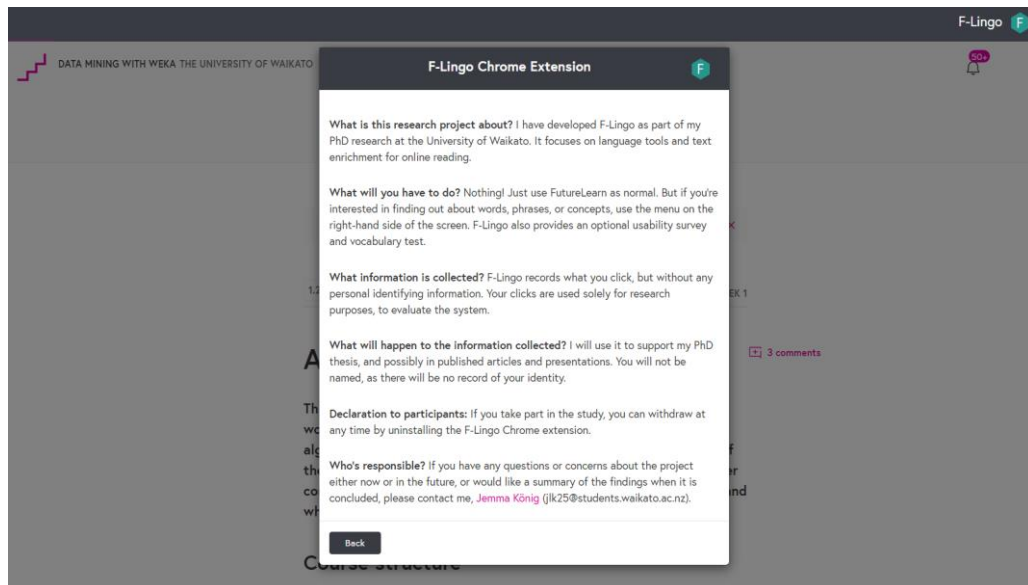 F-Lingo F
DATA MINING WITH WEKA THE UNIVERSITY OF WAIKATO
50+
F-Lingo Chrome Extension F
What is this research project about? I have developed F-Lingo as part of my
PhD research at the University of Waikato. It focuses on language tools and text
enrichment for online reading.
What will you have to do? Nothing! Just use FutureLearn as normal. But if you're
interested in finding out about words, phrases, or concepts, use the menu on the
right-hand side of the screen. F-Lingo also provides an optional usability survey
and vocabulary test.
What information is collected? F-Lingo records what you click, but without any
personal identifying information. Your clicks are used solely for research
purposes, to evaluate the system.
What will happen to the information collected? I will use it to support my PhD
thesis, and possibly in published articles and presentations. You will not be
named, as there will be no record of your identity.
3 comments
Declaration to participants: If you take part in the study, you can withdraw at
any time by uninstalling the F-Lingo Chrome extension.
Who's responsible? If you have any questions or concerns about the project
either now or in the future, or would like a summary of the findings when it is
concluded, please contact me, Jemma König (jlk25@students.waikato.ac.nz).
Back
Course structure